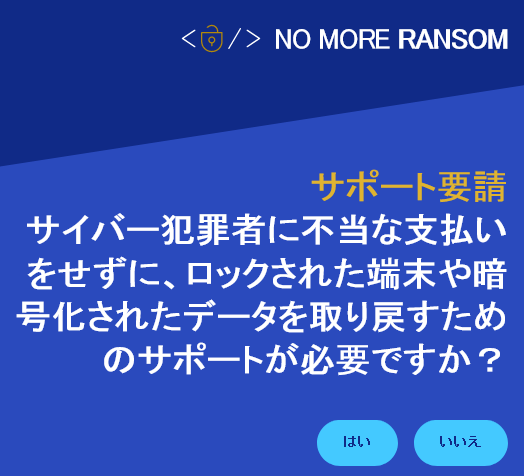 NO MORE RANSOM
サポート要請
サイバー犯罪者に不当な支払い
をせずに、ロックされた端末や暗
号化されたデータを取り戻すため
のサポートが必要ですか？
はい いいえ